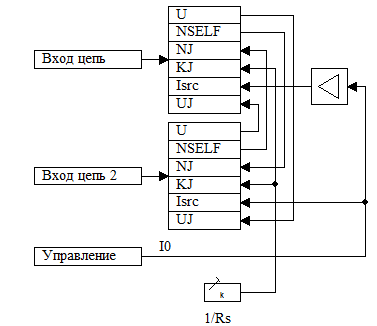 U
NSELF
NJ
Вход цепь
KJ
Isrc
UJ
U
NSELF
NJ
Вход цепь 2
KJ
Isrc
UJ
I0
Управление
k
1/Rs